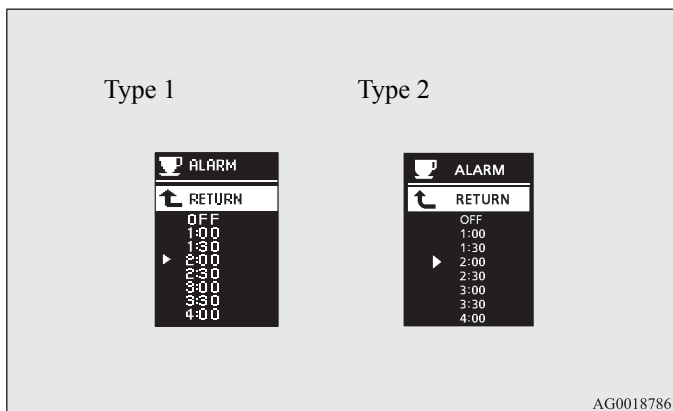 Type 1
Type 2
ALARM
RETURN
OFF
1:00
1:30
2:00
2:30
3:00
3:30
4:00
ALARM
RETURN
OFF
1:00
1:30
2:00
2:30
3:00
3:30
4:00
AG0018786